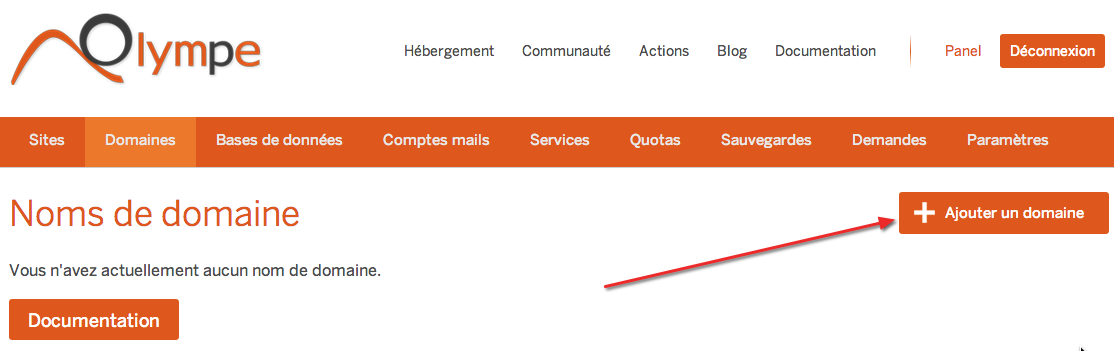 Olympe
Hébergement Communauté Actions Blog Documentation Panel Déconnexion
Sites Domaines Bases de données Comptes mails Services Quotas Sauvegardes Demandes Paramètres
Noms de domaine
Ajouter un domaine
Vous n'avez actuellement aucun nom de domaine.
Documentation